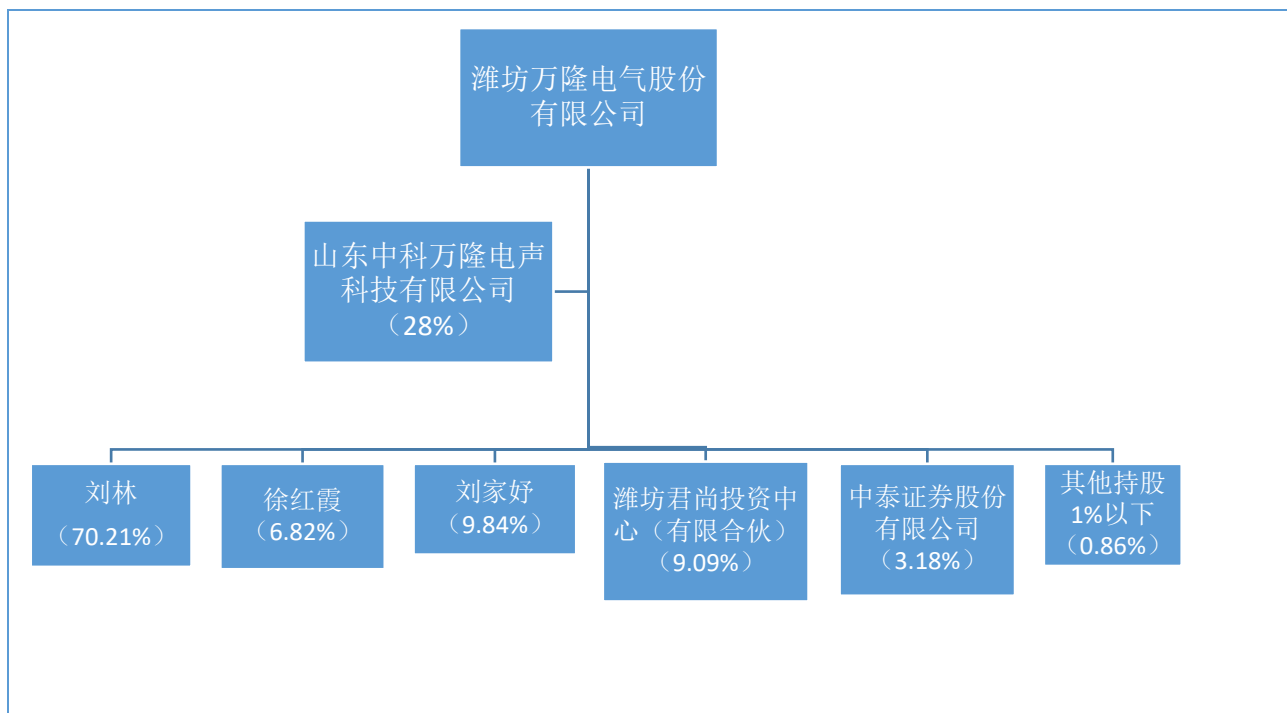 潍坊万隆电气股份
有限公司
山东中科万隆电声
科技有限公司
（28%）
刘林
（70.21%）
徐红霞
（6.82%）
刘家妤
（9.84%）
潍坊君尚投资中
心（有限合伙）
（9.09%）
中泰证券股份
有限公司
（3.18%）
其他持股
1%以下
（0.86%）